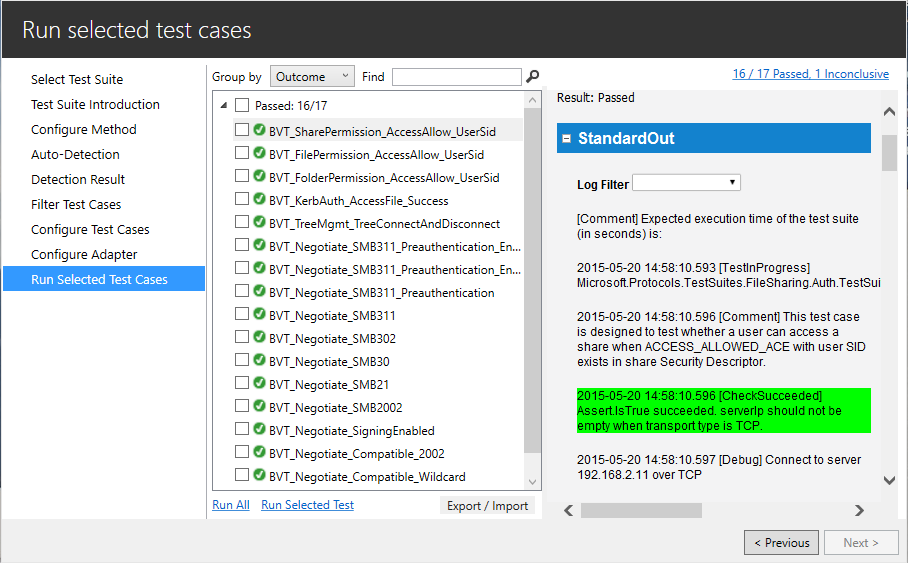 Run selected test cases
Select Test Suite
Test Suite Introduction
Configure Method
Auto-Detection
Detection Result
Filter Test Cases
Configure Test Cases
Configure Adapter
Run Selected Test Cases
Group by Outcome Find
Passed: 16/17
BVT_SharePermission_AccessAllow_UserSid
BVT_FilePermission_AccessAllow_UserSid
BVT_FolderPermission_AccessAllow_UserSid
BVT_KerbAuth_AccessFile_Success
BVT_TreeMgmt_TreeConnectAndDisconnect
BVT_Negotiate_SMB311_Preauthentication_En...
BVT_Negotiate_SMB311_Preauthentication_En...
BVT_Negotiate_SMB311_Preauthentication
BVT_Negotiate_SMB311
BVT_Negotiate_SMB302
BVT_Negotiate_SMB30
BVT_Negotiate_SMB21
BVT_Negotiate_SMB2002
BVT_Negotiate_SigningEnabled
BVT_Negotiate_Compatible_2002
BVT_Negotiate_Compatible_Wildcard
Run All Run Selected Test Export / Import
16 / 17 Passed, 1 Inconclusive
Result: Passed
StandardOut
Log Filter
[Comment] Expected execution time of the test suite
(in seconds) is:
2015-05-20 14:58:10.593 [TestInProgress]
Microsoft.Protocols.TestSuites.FileSharing.Auth.TestSui
2015-05-20 14:58:10.596 [Comment] This test case
is designed to test whether a user can access a
share when ACCESS_ALLOWED_ACE with user SID
exists in share Security Descriptor.
2015-05-20 14:58:10.596 [CheckSucceeded]
Assert.IsTrue succeeded. serverIp should not be
empty when transport type is TCP.
2015-05-20 14:58:10.597 [Debug] Connect to server
192.168.2.11 over TCP
< Previous Next >